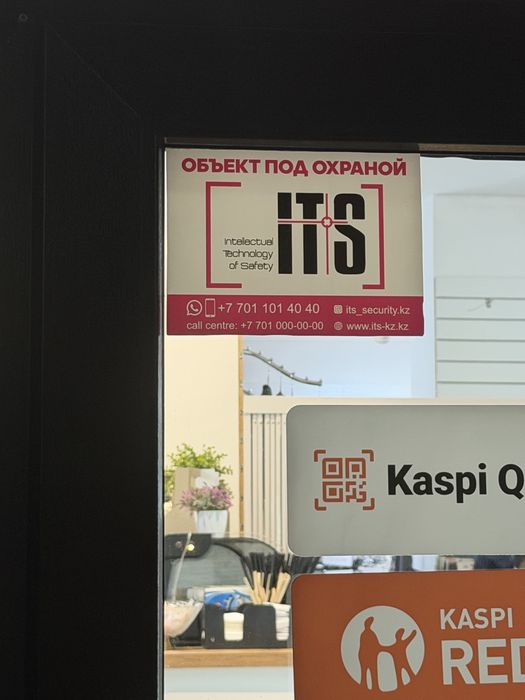 ОБЪЕКТ ПОД ОХРАНОЙ
ITS
Intellectual
Technology
of Safety
+7 701 101 40 40 its_security.kz
call centre: +7 701 000-00-00 www.its-kz.kz
Kaspi Q
KASPI
RED